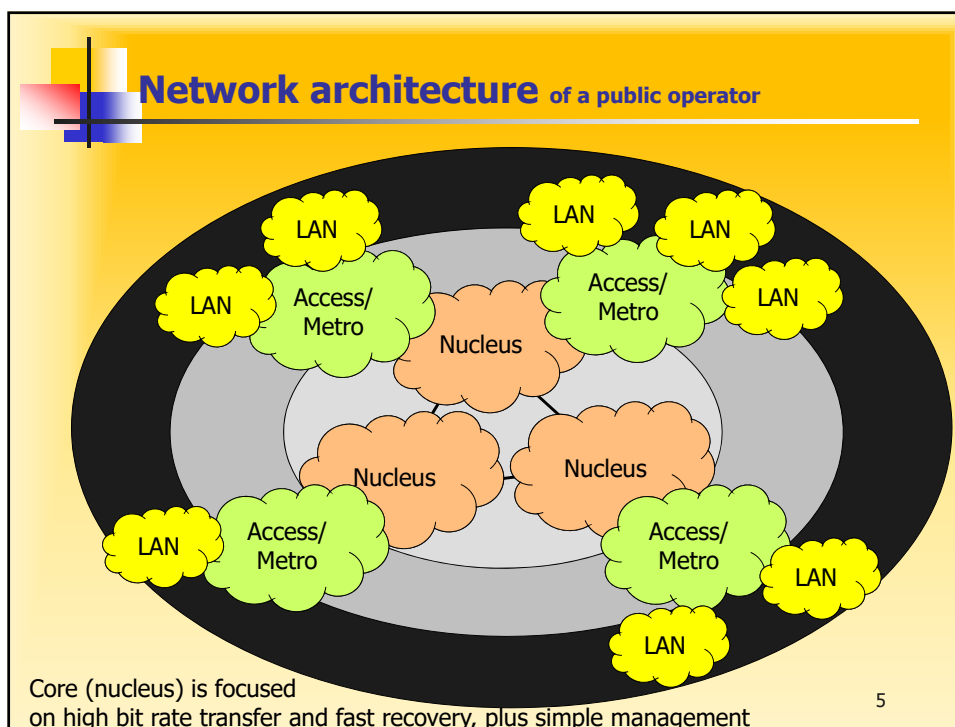 Network architecture of a public operator
LAN
LAN
LAN
LAN
Access/
Metro
Access/
Metro
LAN
LAN
Nucleus
Nucleus
Nucleus
Access/
Metro
Access/
Metro
LAN
LAN
LAN
Core (nucleus) is focused
on high bit rate transfer and fast recovery, plus simple management
5